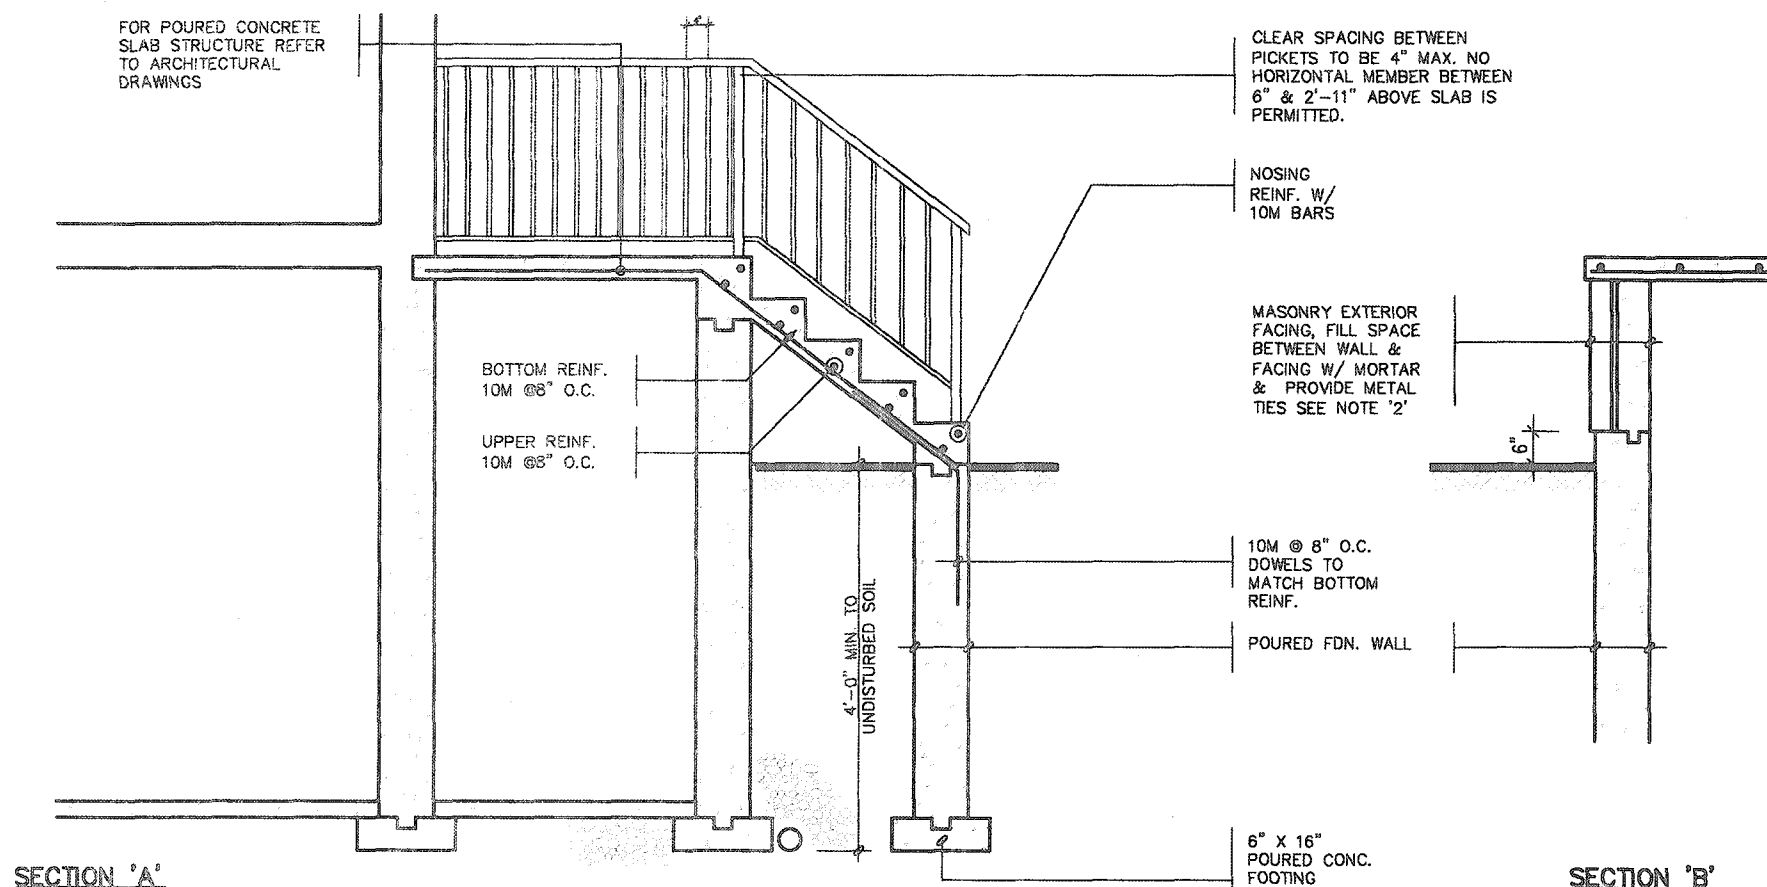 FOR POURED CONCRETE
SLAB STRUCTURE REFER
TO ARCHITECTURAL
DRAWINGS
4"
CLEAR SPACING BETWEEN
PICKETS TO BE 4" MAX. NO
HORIZONTAL MEMBER BETWEEN
6" & 2'-11" ABOVE SLAB IS
PERMITTED.
NOSING
REINF. W/
10M BARS
MASONRY EXTERIOR
FACING, FILL SPACE
BETWEEN WALL &
FACING W/ MORTAR
& PROVIDE METAL
TIES SEE NOTE '2'
BOTTOM REINF.
10M @8" O.C.
UPPER REINF.
10M @8" O.C.
6"
10M @ 8" O.C.
DOWELS TO
MATCH BOTTOM
REINF.
4'-0" MIN. TO
UNDISTURBED SOIL
POURED FDN. WALL
6" X 16"
POURED CONC.
FOOTING
SECTION 'A'
SECTION 'B'